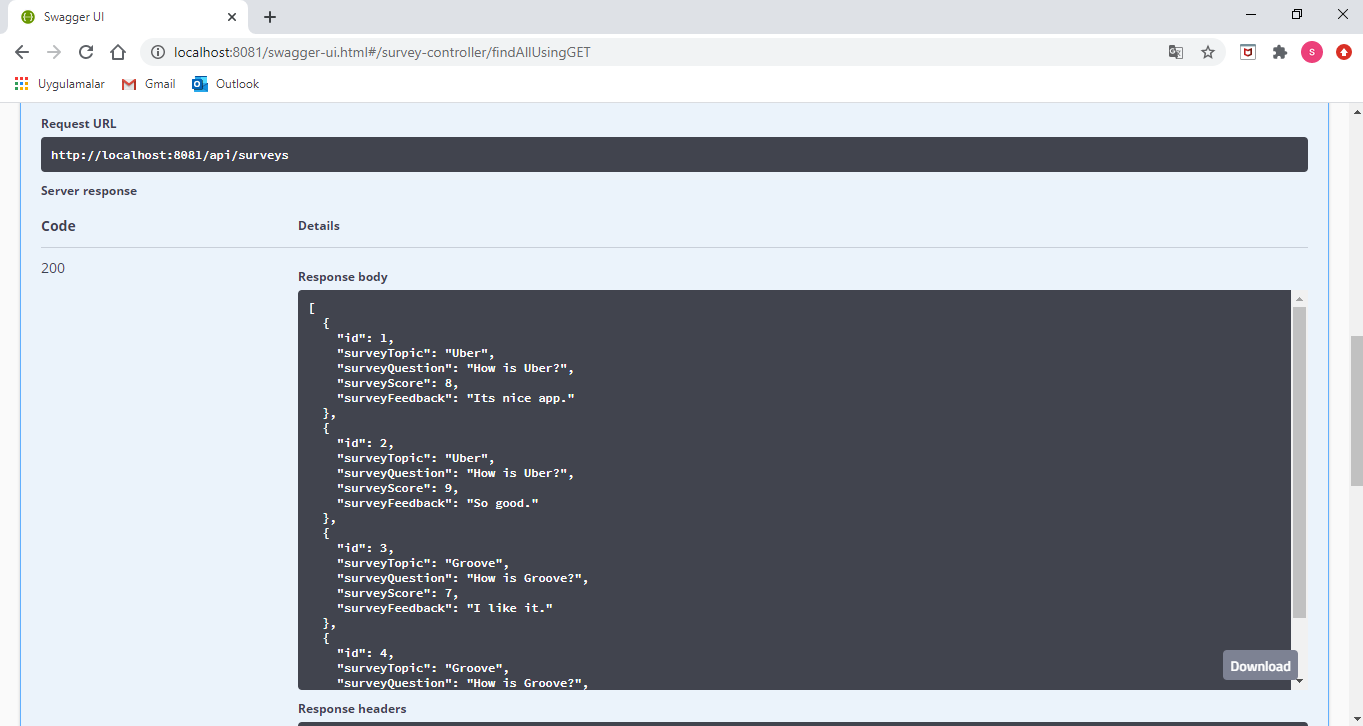 Swagger UI
localhost:8081/swagger-ui.html#/survey-controller/findAllUsingGET
S
Uygulamalar Gmail Outlook
Request URL
http://localhost:8081/api/surveys
Server response
Code Details
200
Response body
[
{
"id": 1,
"surveyTopic": "Uber",
"surveyQuestion": "How is Uber?",
"surveyScore": 8,
"surveyFeedback": "Its nice app."
},
{
"id": 2,
"surveyTopic": "Uber",
"surveyQuestion": "How is Uber?",
"surveyScore": 9,
"surveyFeedback": "So good."
},
{
"id": 3,
"surveyTopic": "Groove",
"surveyQuestion": "How is Groove?",
"surveyScore": 7,
"surveyFeedback": "I like it."
},
{
"id": 4,
"surveyTopic": "Groove",
"surveyQuestion": "How is Groove?",
Download
Response headers